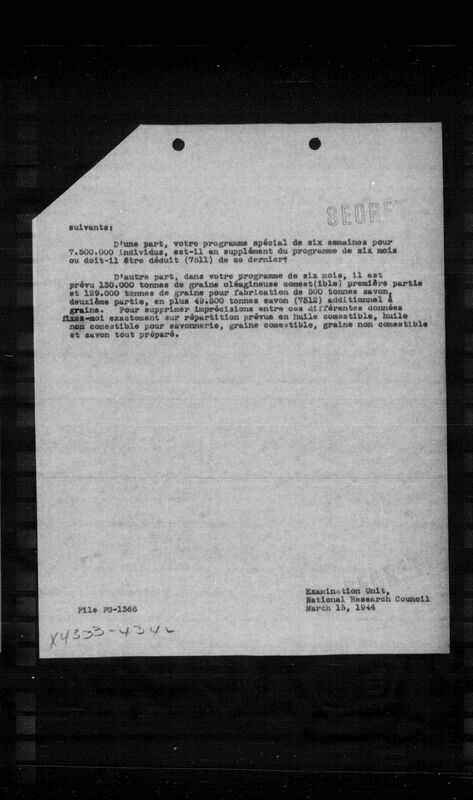 SECRET
suivants:
D'une part, votre programme spécial de six semaines pour
7.500.000 individus, est-il en supplément du programme de six mois
ou doit-il être déduit (7511) de ce dernier?
D'autre part, dans votre programme de six mois, il est
prévu 130.000 tonnes de graine oléagineuse comest(ible) première partie
et 129.000 tonnes de graine pour fabrication de 500 tonnes savon,
deuxième partie, en plus 49.500 tonnes savon (7512) additionnel à
graine. Pour supprimer imprécisions entre ces différentes données
fixes-moi exactement sur répartition prévue en huile comestible, huile
non comestible pour savonnerie, graine comestible, graine non comestible
et savon tout préparé.
Examination Unit,
National Research Council
File FG-1366
March 15, 1944
X4333-4342